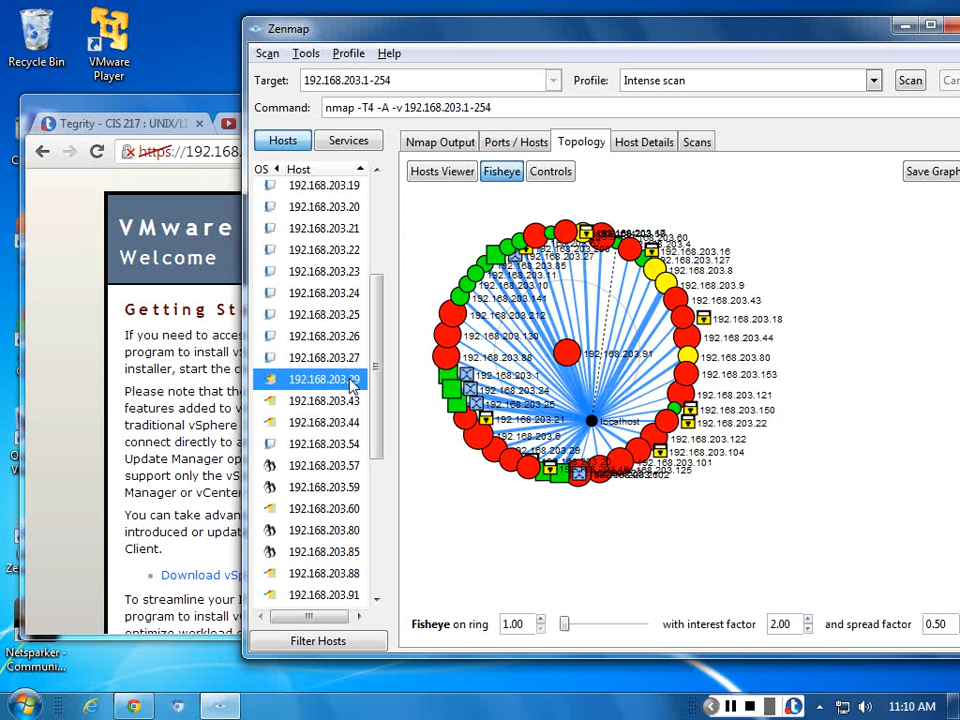 Recycle Bin
VMware
Player
Zenmap
Scan Tools Profile Help
Target: 192.168.203.1-254 Profile: Intense scan Scan
Command: nmap -T4 -A -v 192.168.203.1-254
Hosts Services
Nmap Output Ports / Hosts Topology Host Details Scans
OS Host
Hosts Viewer Fisheye Controls Save Graph
192.168.203.19
192.168.203.20
192.168.203.21
192.168.203.22
192.168.203.23
192.168.203.24
192.168.203.25
192.168.203.26
192.168.203.27
192.168.203.29
192.168.203.43
192.168.203.44
192.168.203.54
192.168.203.57
192.168.203.59
192.168.203.60
192.168.203.80
192.168.203.85
192.168.203.88
192.168.203.91
Filter Hosts
192.168.203.16
192.168.203.127
192.168.203.8
192.168.203.9
192.168.203.43
192.168.203.18
192.168.203.44
192.168.203.80
192.168.203.153
192.168.203.121
192.168.203.150
192.168.203.22
192.168.203.122
192.168.203.104
192.168.203.101
192.168.203.85
192.168.203.11
192.168.203.10
192.168.203.141
192.168.203.212
192.168.203.130
192.168.203.88
192.168.203.91
192.168.203.1
192.168.203.24
192.168.203.25
192.168.203.21
192.168.203.6
192.168.203.29
localhost
Fisheye on ring 1.00 with interest factor 2.00 and spread factor 0.50
Tegrity - CIS 217 : UNIX/LI
https://192.168.
VMware
Welcome
Getting St
If you need to acces
program to install v
installer, start the d
Please note that the
features added to v
traditional vSphere
connect directly to a
Update Manager op
support only the vS
Manager or vCenter
You can take advan
introduced or updat
Client.
Download vSp
To streamline your I
program to install v
optimize workload d
Netsparker -
Communi...
11:10 AM